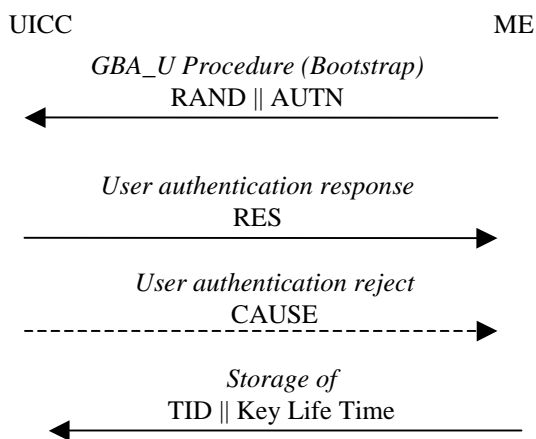 UICC ME
GBA_U Procedure (Bootstrap)
RAND || AUTN
User authentication response
RES
User authentication reject
CAUSE
Storage of
TID || Key Life Time